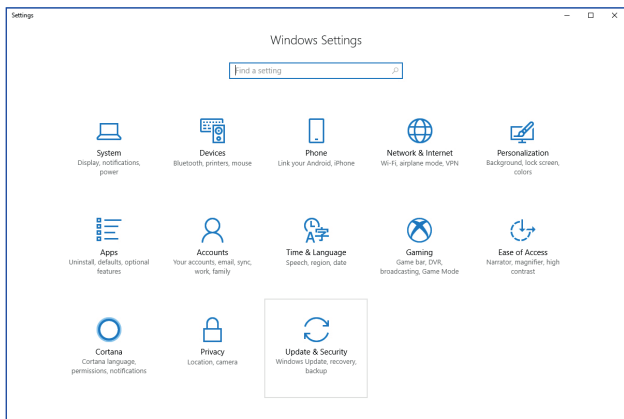 Settings
Windows Settings
Find a setting
System
Display, notifications,
power
Devices
Bluetooth, printers, mouse
Phone
Link your Android, iPhone
Network & Internet
Wi-Fi, airplane mode, VPN
Personalization
Background, lock screen,
colors
Apps
Uninstall, defaults, optional
features
Accounts
Your accounts, email, sync,
work, family
Time & Language
Speech, region, date
Gaming
Game bar, DVR,
broadcasting, Game Mode
Ease of Access
Narrator, magnifier, high
contrast
Cortana
Cortana language,
permissions, notifications
Privacy
Location, camera
Update & Security
Windows Update, recovery,
backup